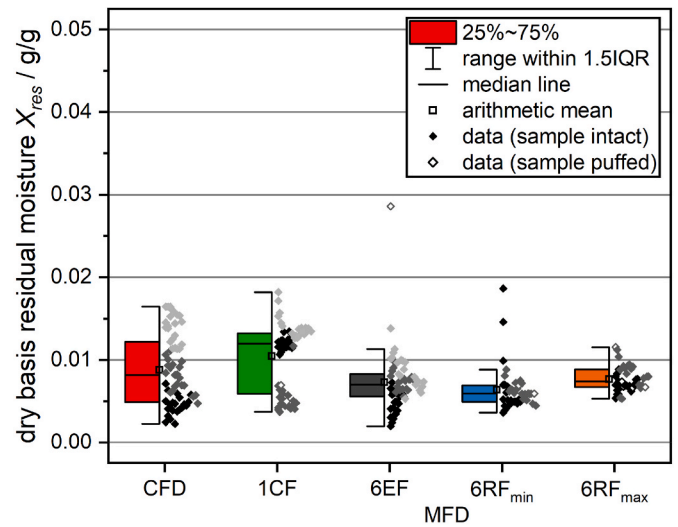 dry basis residual moisture Xres / g/g
0.05
0.04
0.03
0.02
0.01
0.00
25%~75%
range within 1.5IQR
median line
arithmetic mean
data (sample intact)
data (sample puffed)
CFD 1CF 6EF 6RFmin 6RFmax
MFD